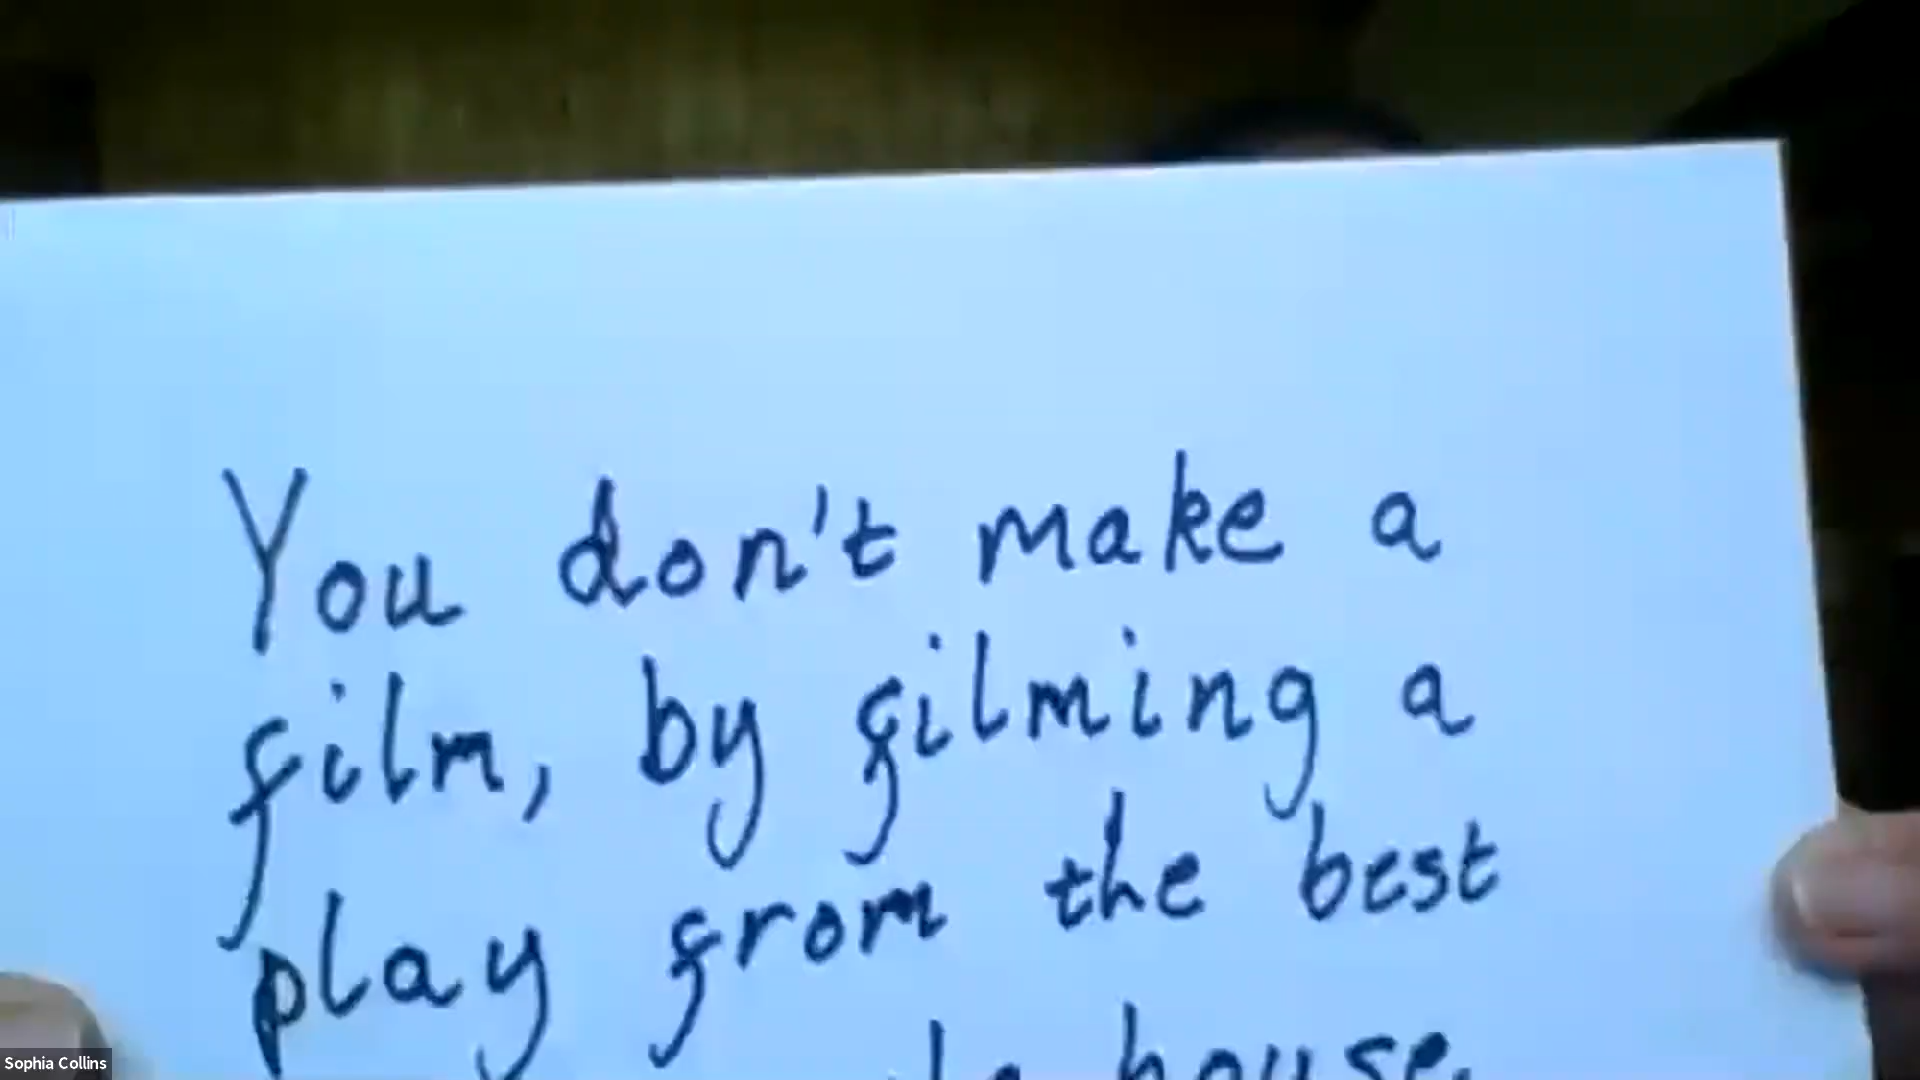 You don't make a
film, by filming a
play from the best
house.
Sophia Collins